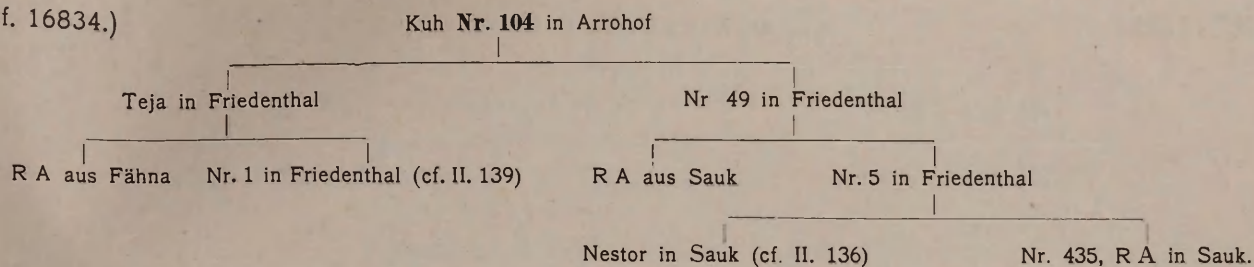 f. 16834.)
Kuh Nr. 104 in Arrohof
Teja in Friedenthal Nr 49 in Friedenthal
R A aus Fähna Nr. 1 in Friedenthal (cf. II. 139) R A aus Sauk Nr. 5 in Friedenthal
Nestor in Sauk (cf. II. 136) Nr. 435, R A in Sauk.